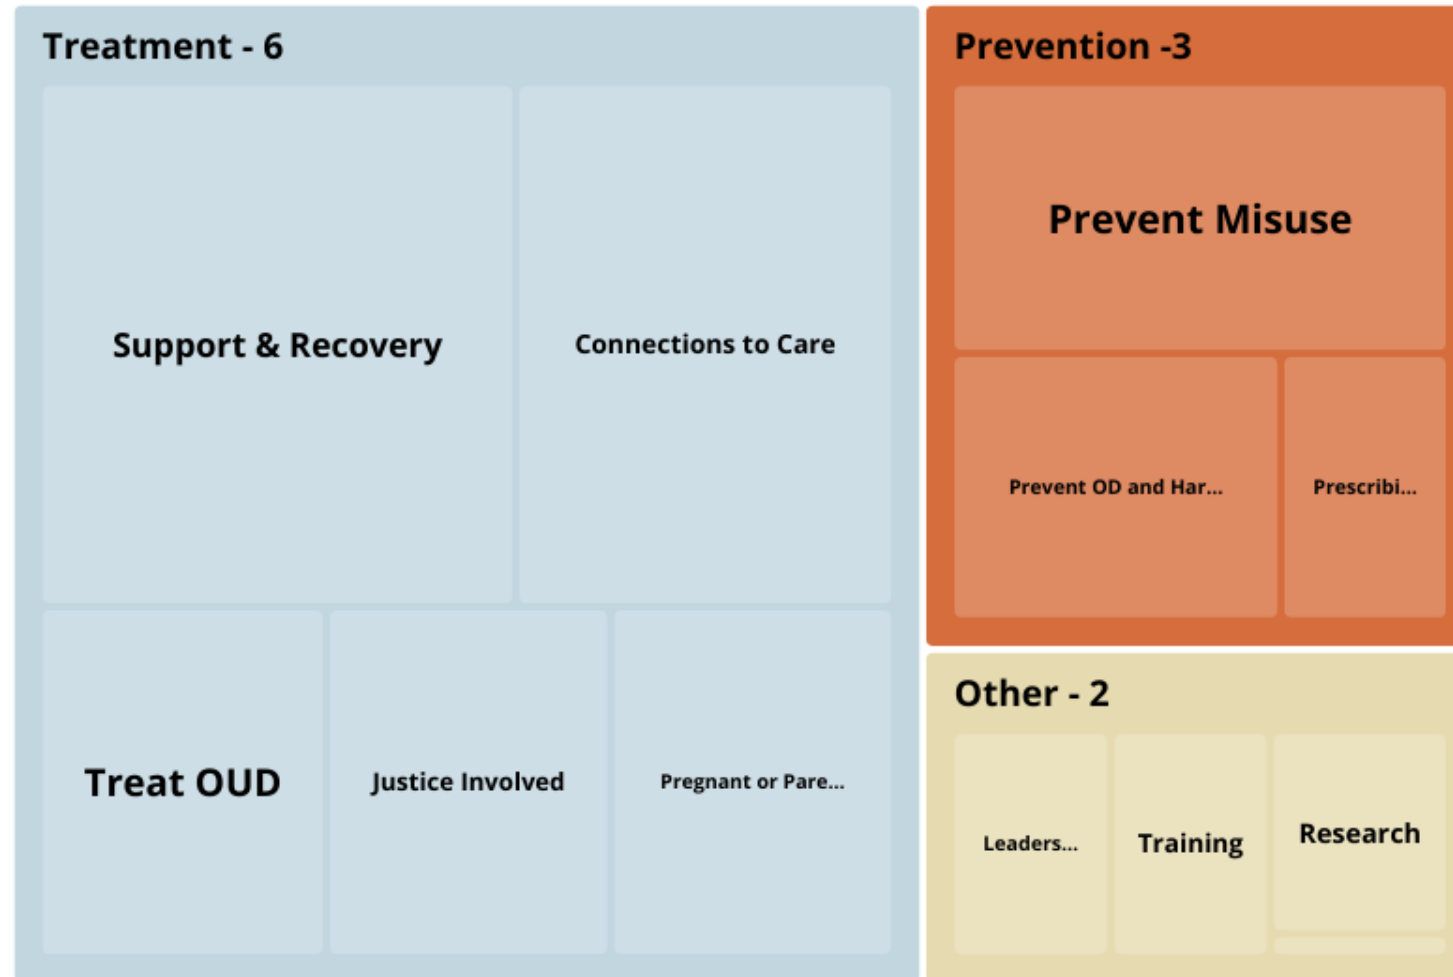 Treatment - 6
Support & Recovery
Connections to Care
Treat OUD
Justice Involved
Pregnant or Pare...
Prevention -3
Prevent Misuse
Prevent OD and Har...
Prescribi...
Other - 2
Leaders...
Training
Research